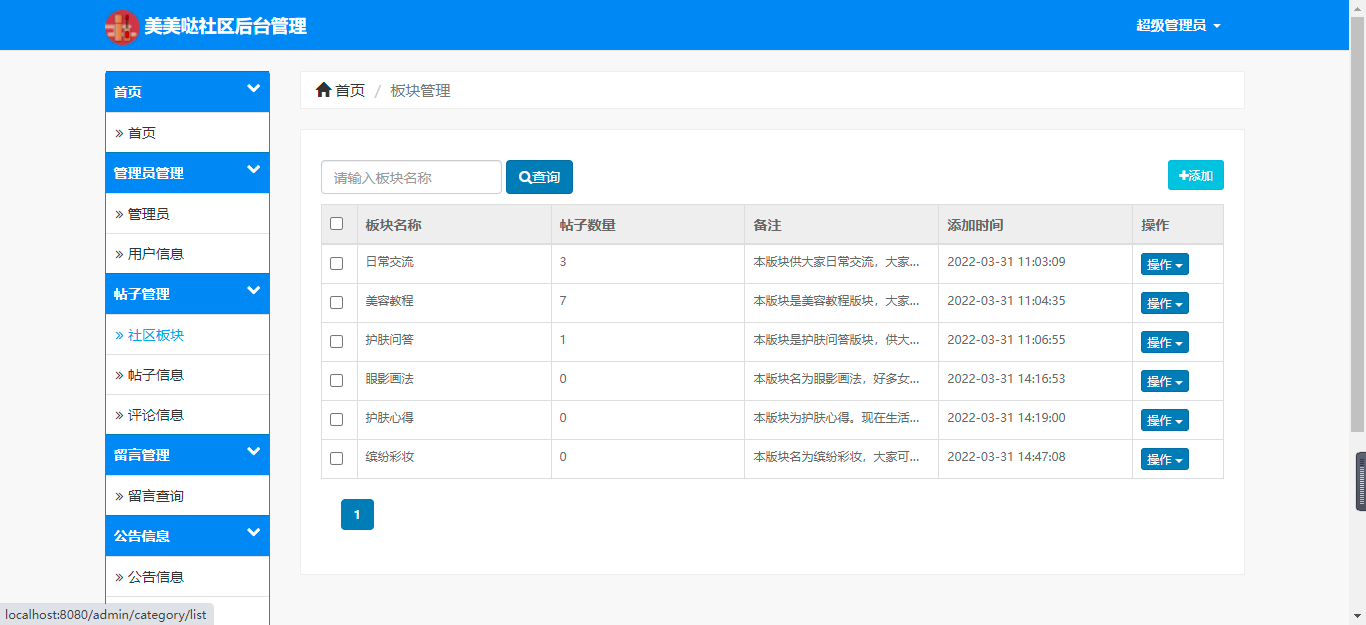 美美哒社区后台管理
超级管理员
首页
» 首页
管理员管理
» 管理员
» 用户信息
帖子管理
» 社区板块
» 帖子信息
» 评论信息
留言管理
» 留言查询
公告信息
» 公告信息
首页 / 板块管理
请输入板块名称 查询 添加
板块名称 帖子数量 备注 添加时间 操作
日常交流 3 本版块供大家日常交流，大家... 2022-03-31 11:03:09 操作
美容教程 7 本版块是美容教程版块，大家... 2022-03-31 11:04:35 操作
护肤问答 1 本版块是护肤问答版块，供大... 2022-03-31 11:06:55 操作
眼影画法 0 本版块名为眼影画法，好多女... 2022-03-31 14:16:53 操作
护肤心得 0 本版块为护肤心得。现在生活... 2022-03-31 14:19:00 操作
缤纷彩妆 0 本版块名为缤纷彩妆，大家可... 2022-03-31 14:47:08 操作
1
localhost:8080/admin/category/list